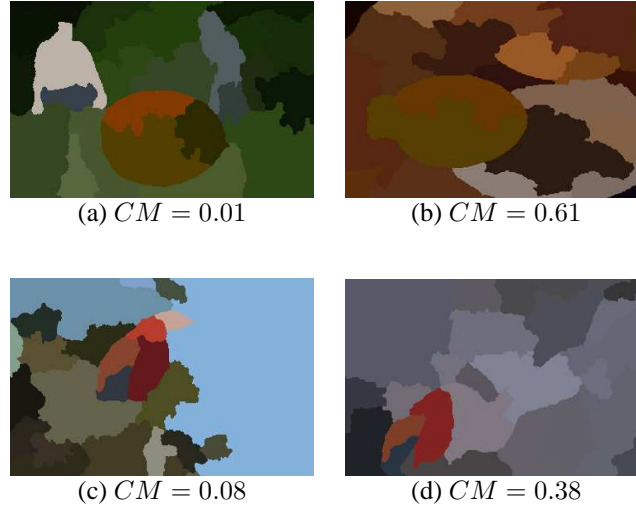 (a) CM = 0.01
(b) CM = 0.61
(c) CM = 0.08
(d) CM = 0.38